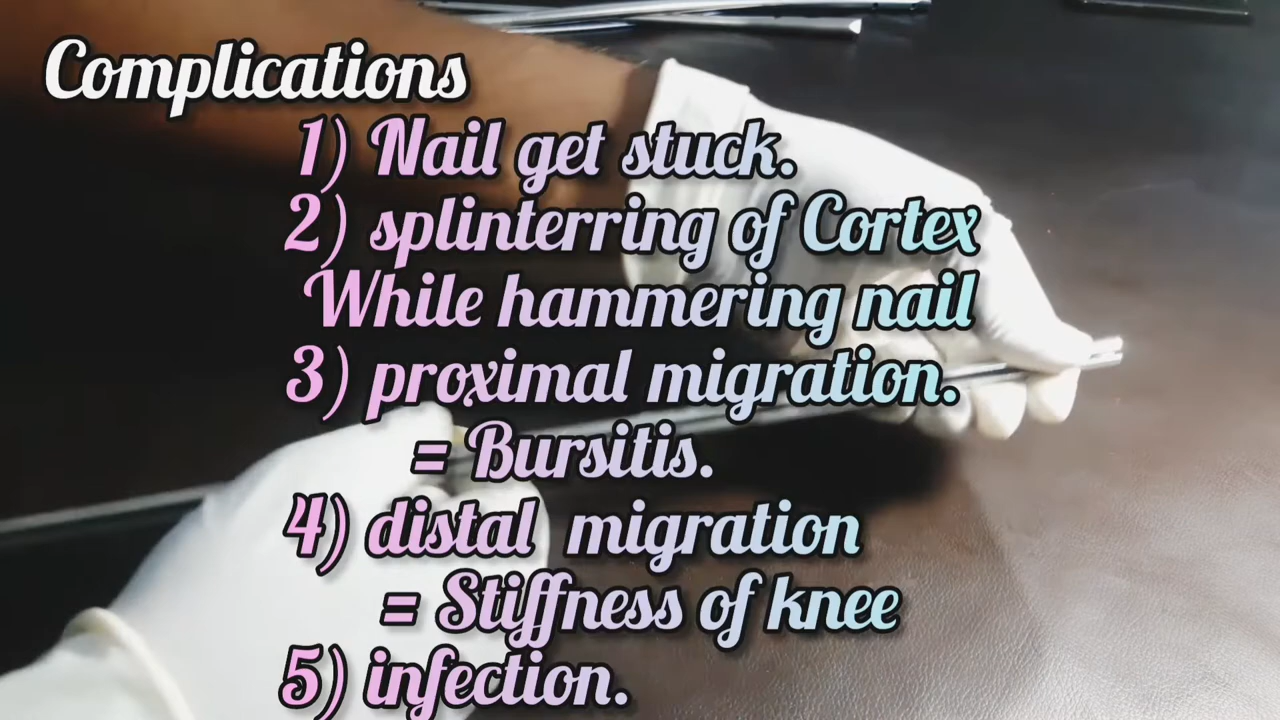 Complications
1) Nail get stuck.
2) splinterring of Cortex
While hammering nail
3) proximal migration.
= Bursitis.
4) distal migration
= Stiffness of knee
5) infection.